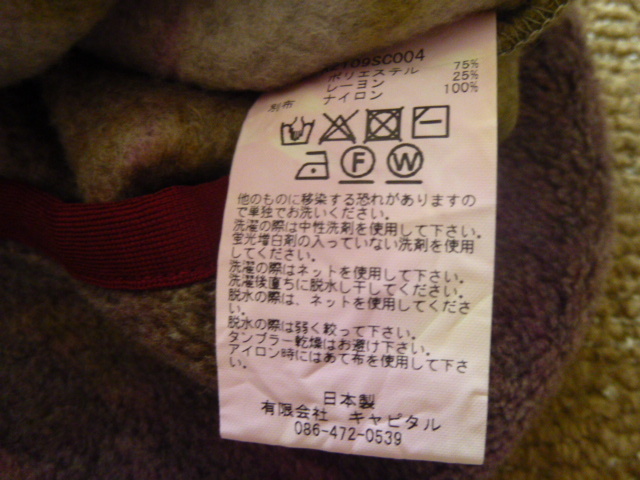 109SC004
ポリエステル 75%
レーヨン 25%
別布 ナイロン 100%
F W
他のものに移染する恐れがありますの
で単独でお洗いください。
洗濯の際は中性洗剤を使用して下さい。
蛍光増白剤の入っていない洗剤を使用
してください。
洗濯の際はネットを使用して下さい。
洗濯後直ちに脱水し干してください。
脱水の際は、ネットを使用してくださ
い。
脱水の際は弱く絞って下さい。
タンブラー乾燥はお避け下さい。
アイロン時にはあて布を使用して下さ
い。
日本製
有限会社 キャピタル
086-472-0539